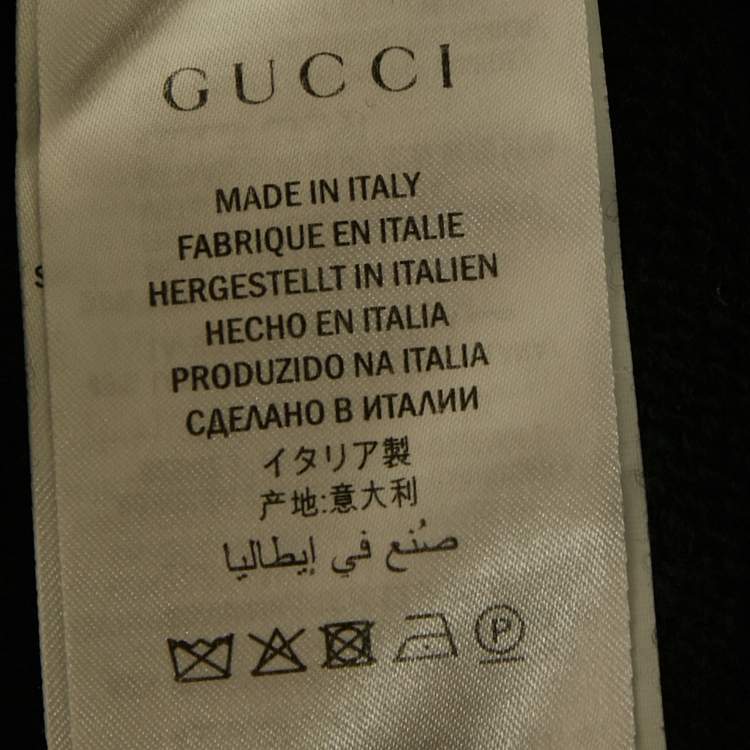 GUCCI
MADE IN ITALY
FABRIQUE EN ITALIE
HERGESTELLT IN ITALIEN
HECHO EN ITALIA
PRODUZIDO NA ITALIA
СДЕЛАНО В ИТАЛИИ
イタリア製
产地:意大利
صُنع في إيطاليا
P